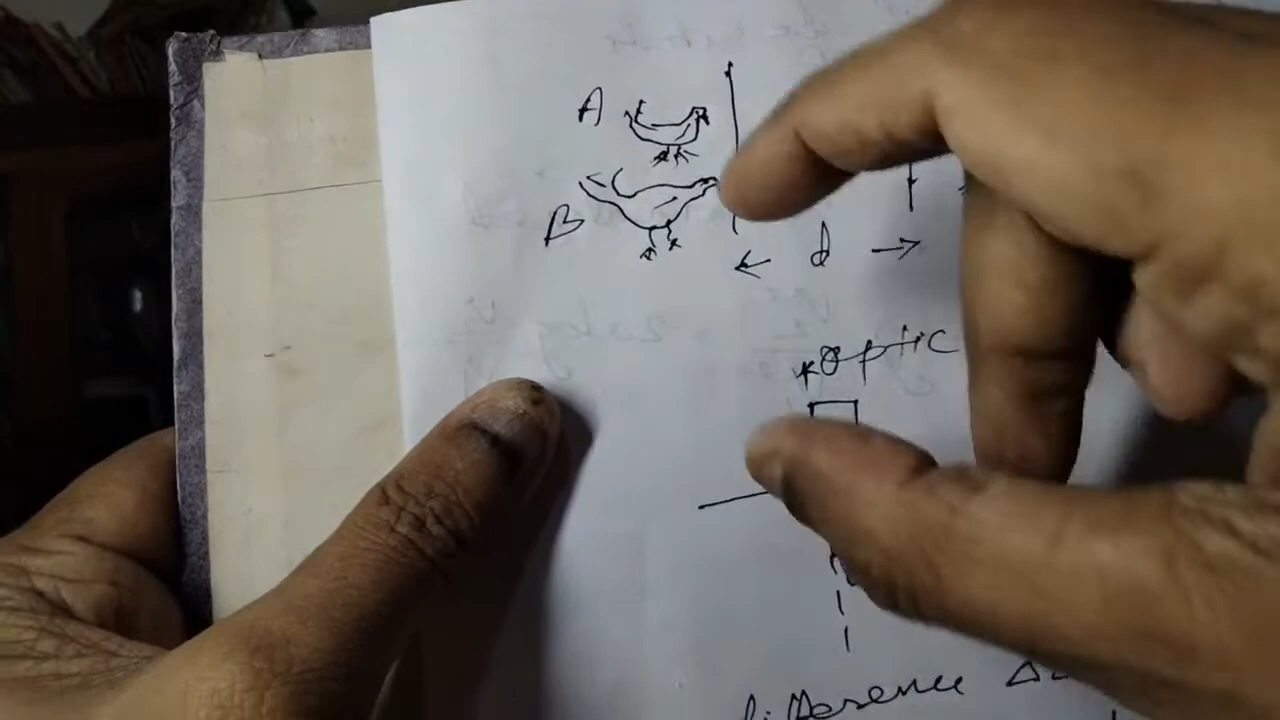 A
B
← d →
*Optic
difference Δ